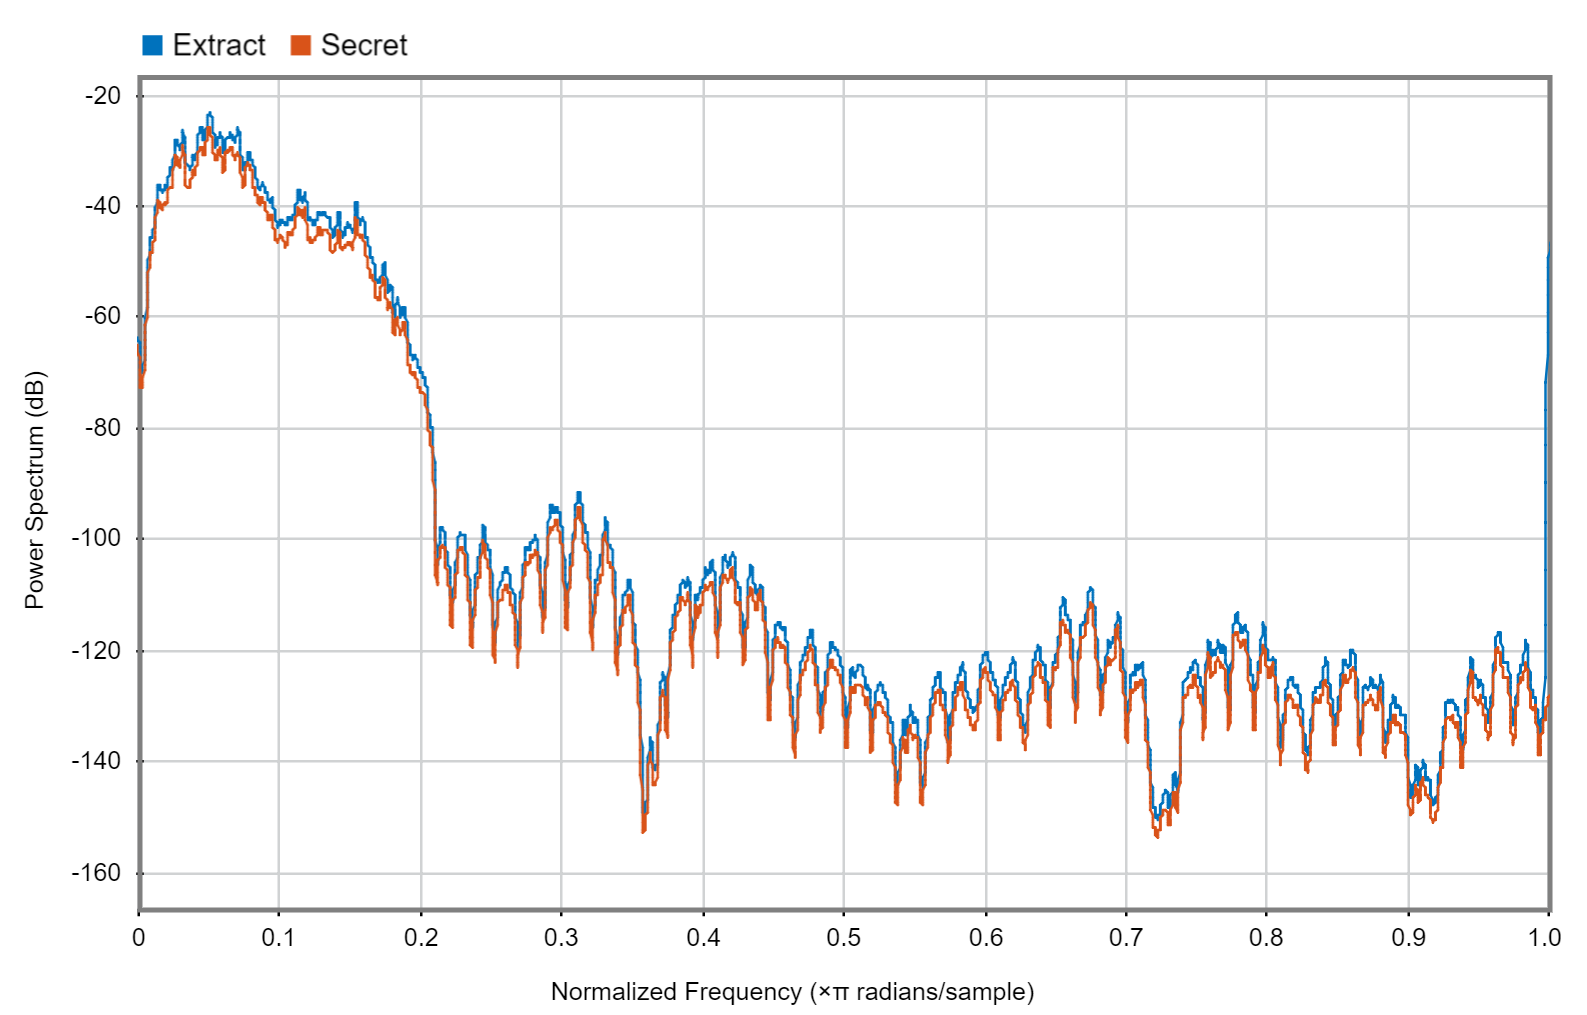 Extract Secret
-20
-40
-60
-80
-100
-120
-140
-160
Power Spectrum (dB)
0 0.1 0.2 0.3 0.4 0.5 0.6 0.7 0.8 0.9 1.0
Normalized Frequency (×π radians/sample)